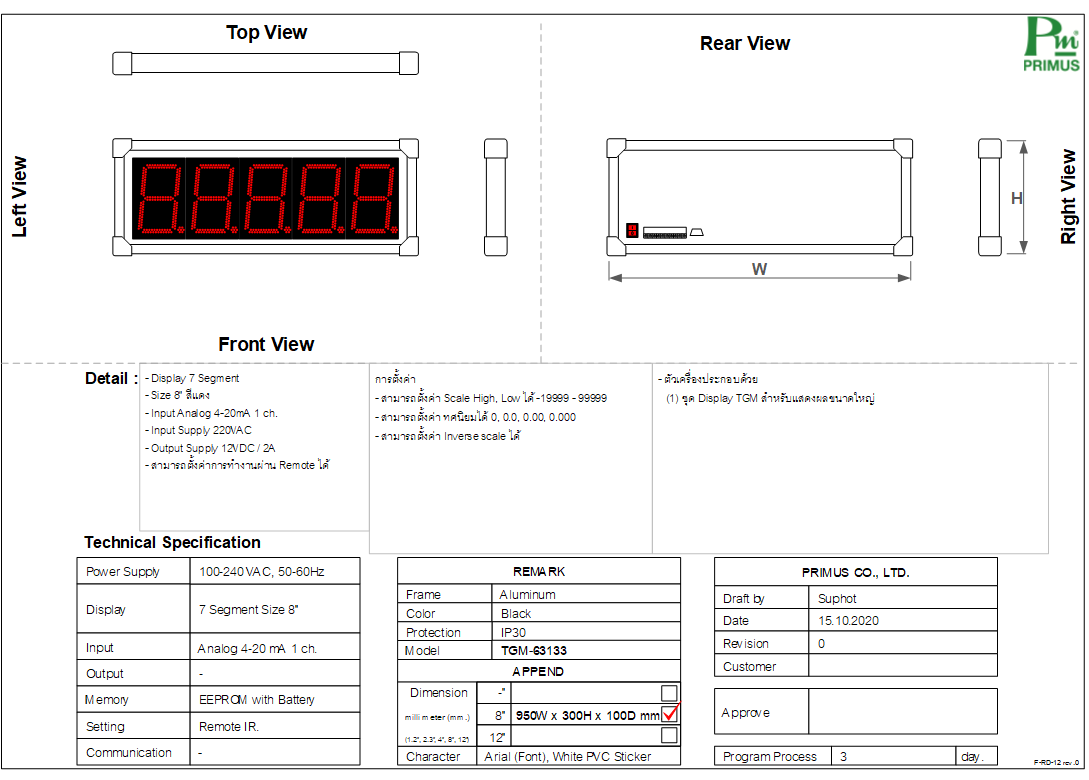 Top View
Rear View
Pm
PRIMUS
Left View
H
Right View
W
Front View
Detail :
- Display 7 Segment
- Size 8" สีแดง
- Input Analog 4-20mA 1 ch.
- Input Supply 220VAC
- Output Supply 12VDC / 2A
- สามารถตั้งค่าการทำงานผ่าน Remote ได้
การตั้งค่า
- สามารถตั้งค่า Scale High, Low ได้ -19999 - 99999
- สามารถตั้งค่า ทศนิยมได้ 0, 0.0, 0.00, 0.000
- สามารถตั้งค่า Inverse scale ได้
- ตัวเครื่องประกอบด้วย
(1) ชุด Display TGM สำหรับแสดงผลขนาดใหญ่
Technical Specification
Power Supply 100-240VAC, 50-60Hz
Display 7 Segment Size 8"
Input Analog 4-20 mA 1 ch.
Output -
Memory EEPROM with Battery
Setting Remote IR.
Communication -
REMARK
Frame Aluminum
Color Black
Protection IP30
Model TGM-63133
APPEND
Dimension -"
millimeter (mm.) 8" 950W x 300H x 100D mm
(1.2", 2.3", 4", 8", 12") 12"
Character Arial (Font), White PVC Sticker
PRIMUS CO., LTD.
Draft by Suphot
Date 15.10.2020
Revision 0
Customer
Approve
Program Process 3 day.
F-RD-12 rev.0